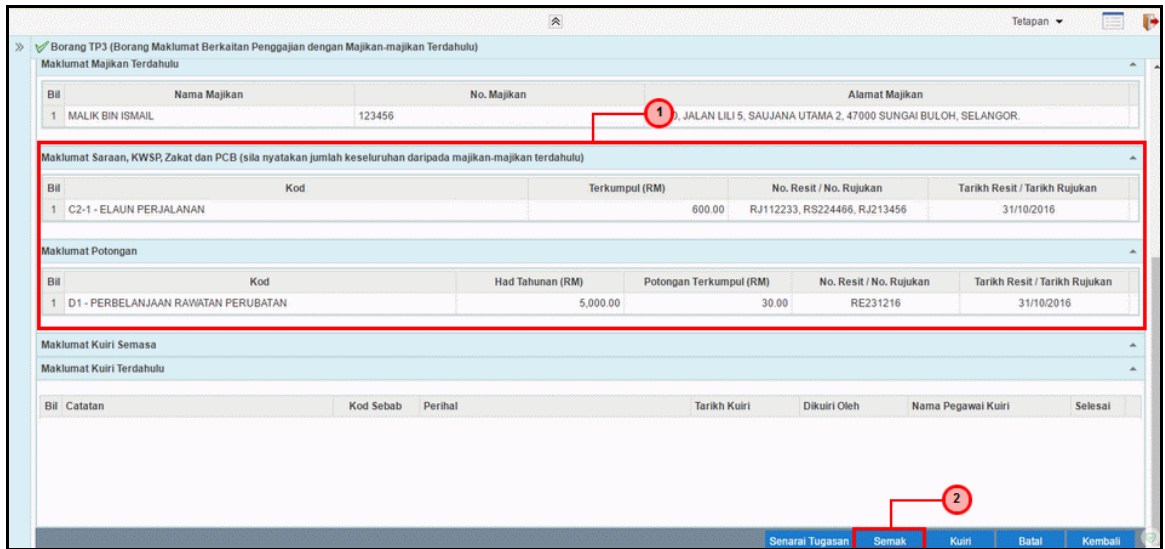 Tetapan
Borang TP3 (Borang Maklumat Berkaitan Penggajian dengan Majikan-majikan Terdahulu)
Maklumat Majikan Terdahulu
Bil Nama Majikan No. Majikan Alamat Majikan
1 MALIK BIN ISMAIL 123456 , JALAN LILI 5, SAUJANA UTAMA 2, 47000 SUNGAI BULOH, SELANGOR.
1
Maklumat Saraan, KWSP, Zakat dan PCB (sila nyatakan jumlah keseluruhan daripada majikan-majikan terdahulu)
Bil Kod Terkumpul (RM) No. Resit / No. Rujukan Tarikh Resit / Tarikh Rujukan
1 C2-1 - ELAUN PERJALANAN 600.00 RJ112233, RS224466, RJ213456 31/10/2016
Maklumat Potongan
Bil Kod Had Tahunan (RM) Potongan Terkumpul (RM) No. Resit / No. Rujukan Tarikh Resit / Tarikh Rujukan
1 D1 - PERBELANJAAN RAWATAN PERUBATAN 5,000.00 30.00 RE231216 31/10/2016
Maklumat Kuiri Semasa
Maklumat Kuiri Terdahulu
Bil Catatan Kod Sebab Perihal Tarikh Kuiri Dikuiri Oleh Nama Pegawai Kuiri Selesai
2
Senarai Tugasan Semak Kuiri Batal Kembali